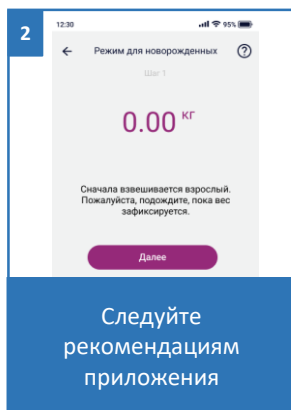 2
12:30
95%
Режим для новорожденных
?
Шаг 1
0.00 кг
Сначала взвешивается взрослый.
Пожалуйста, подождите, пока вес
зафиксируется.
Далее
Следуйте
рекомендациям
приложения